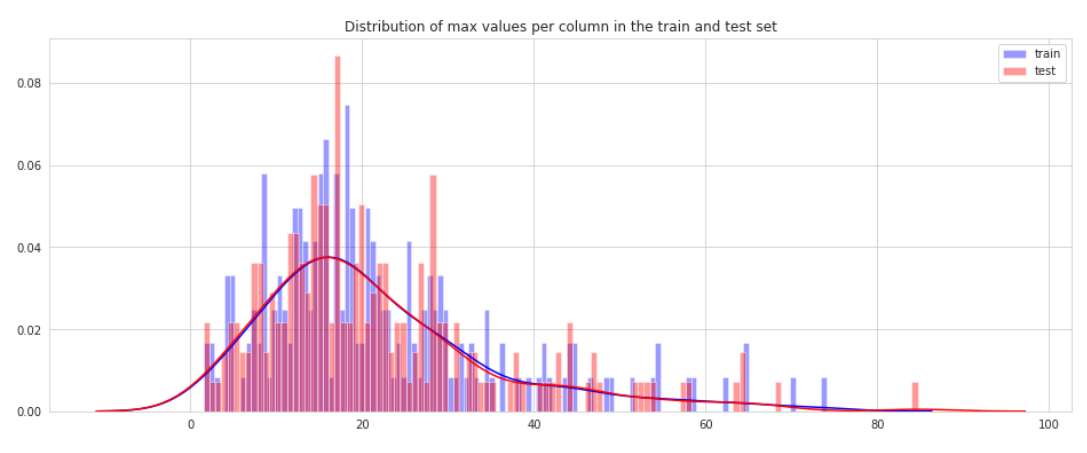 Distribution of max values per column in the train and test set
train
test
0.08
0.06
0.04
0.02
0.00
0 20 40 60 80 100